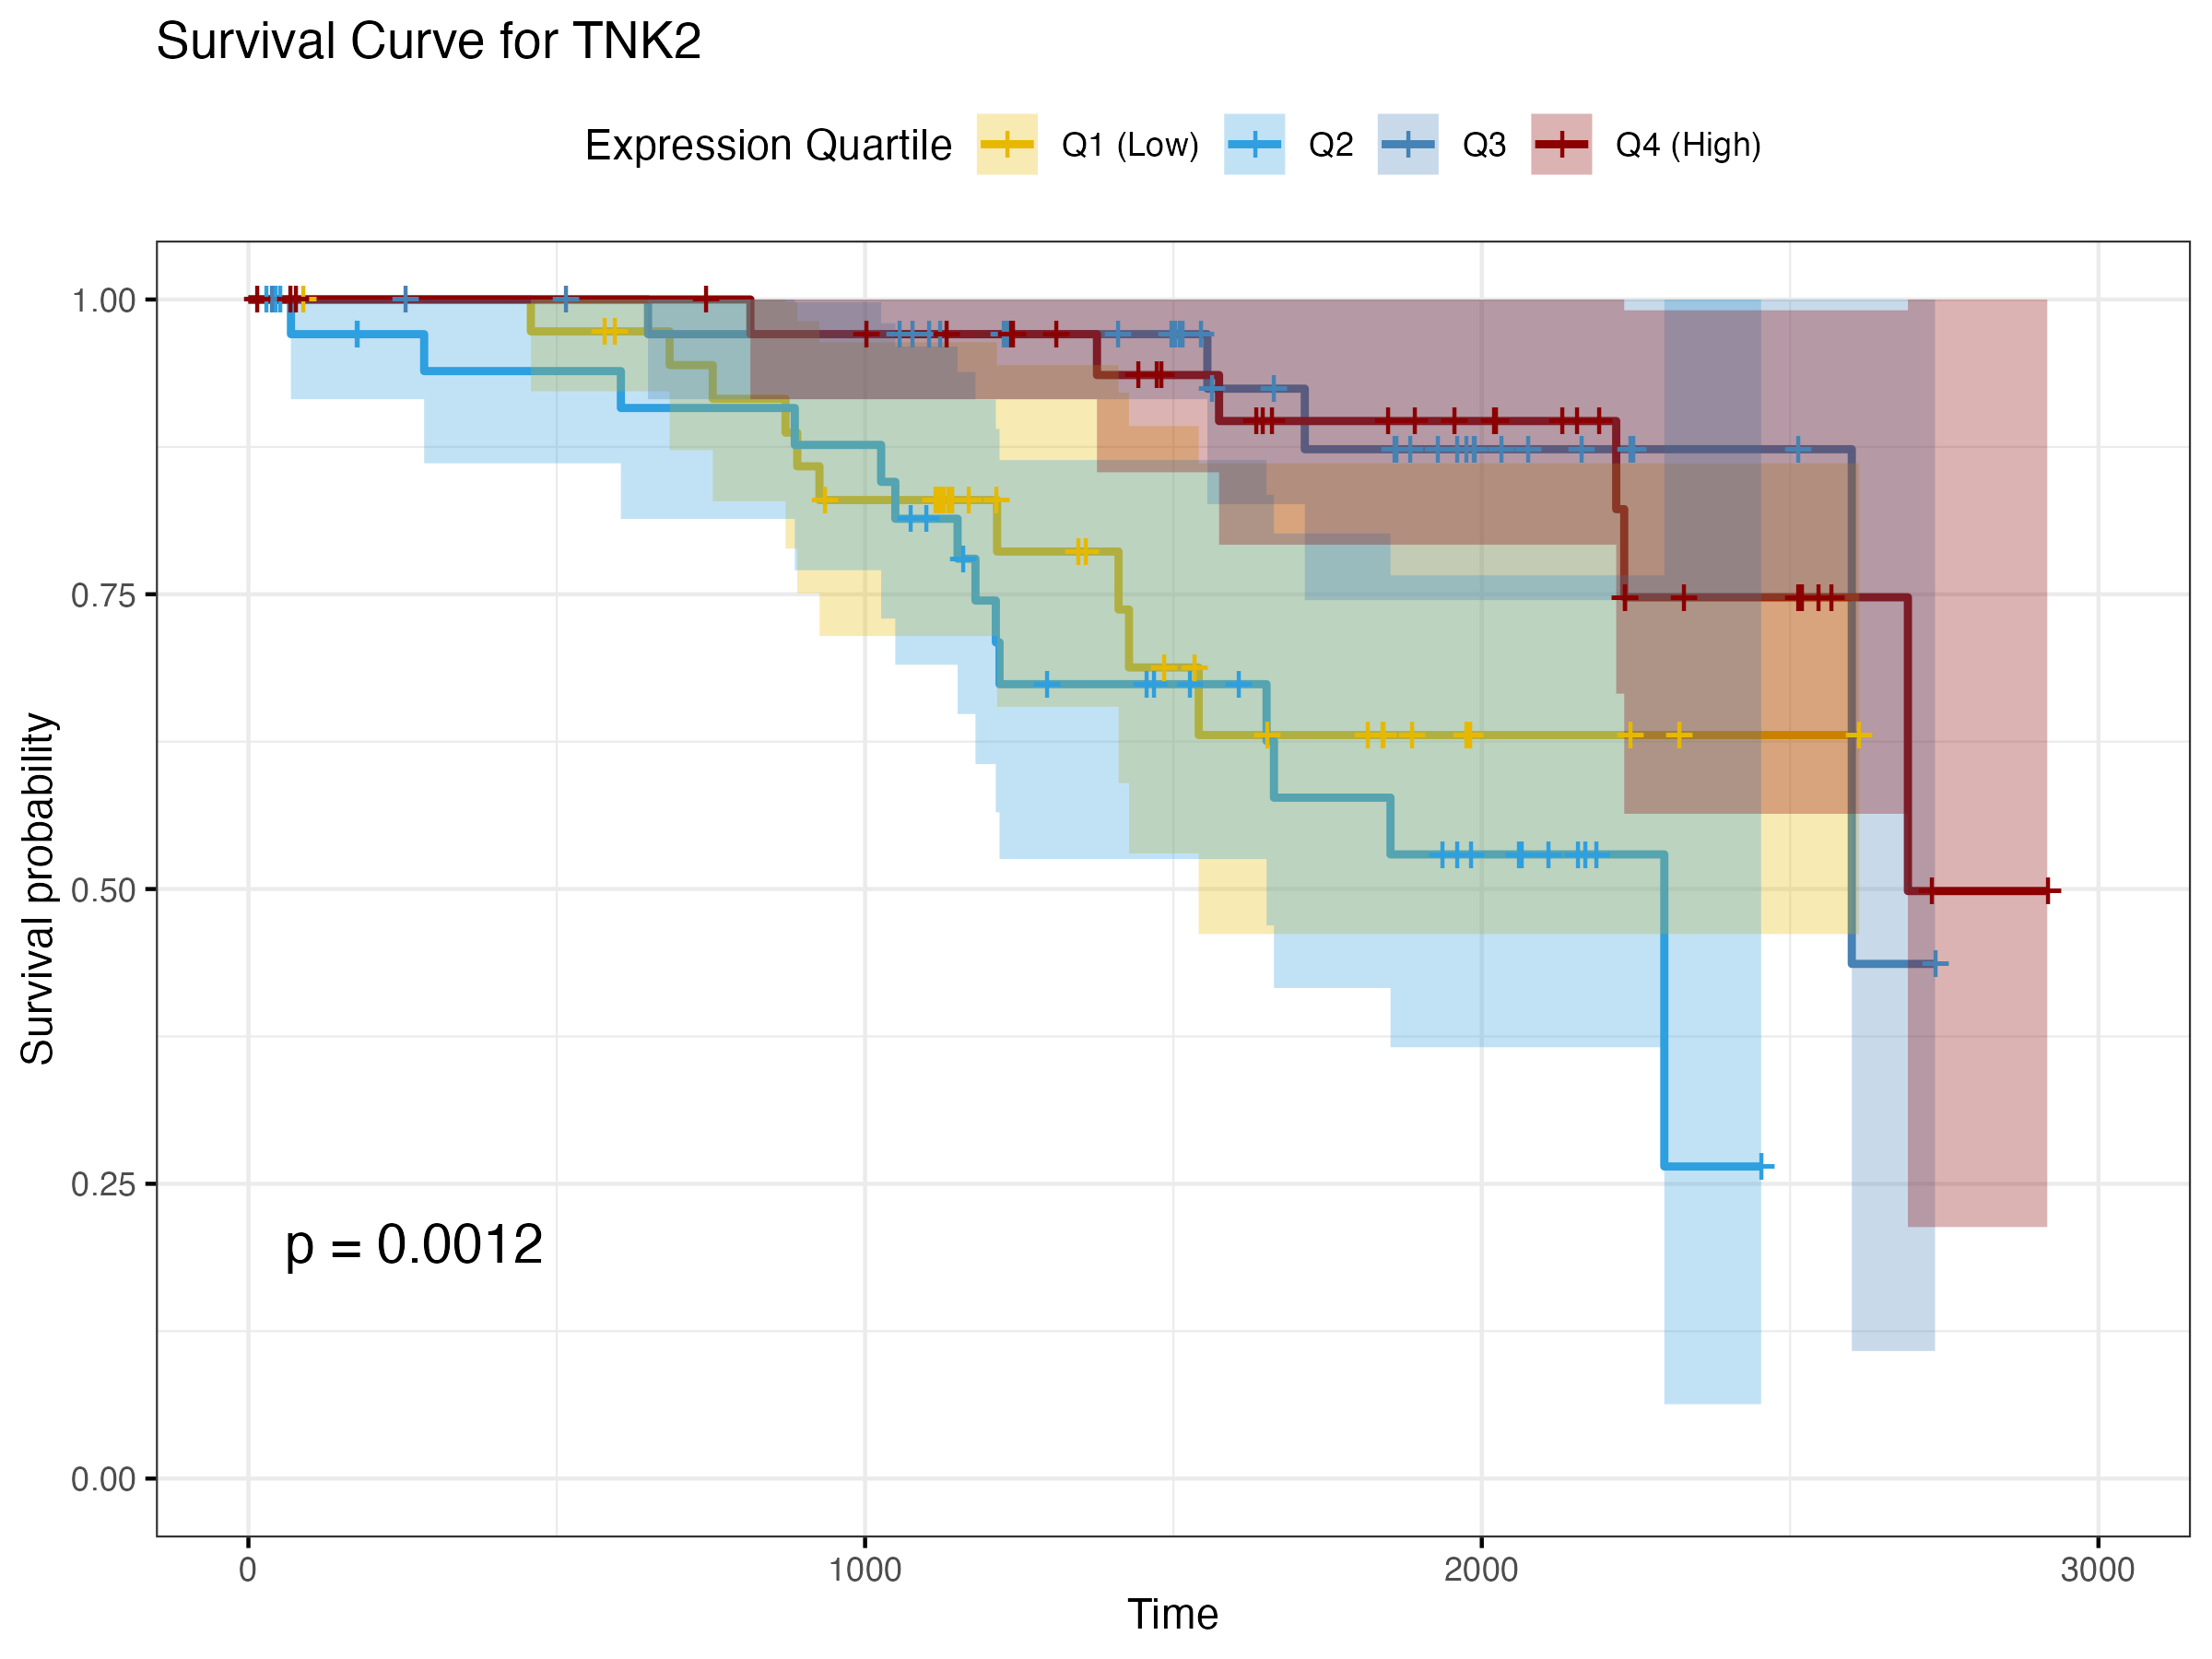 Survival Curve for TNK2
Expression Quartile Q1 (Low) Q2 Q3 Q4 (High)
Survival probability
1.00
0.75
0.50
0.25
0.00
p = 0.0012
0 1000 2000 3000
Time